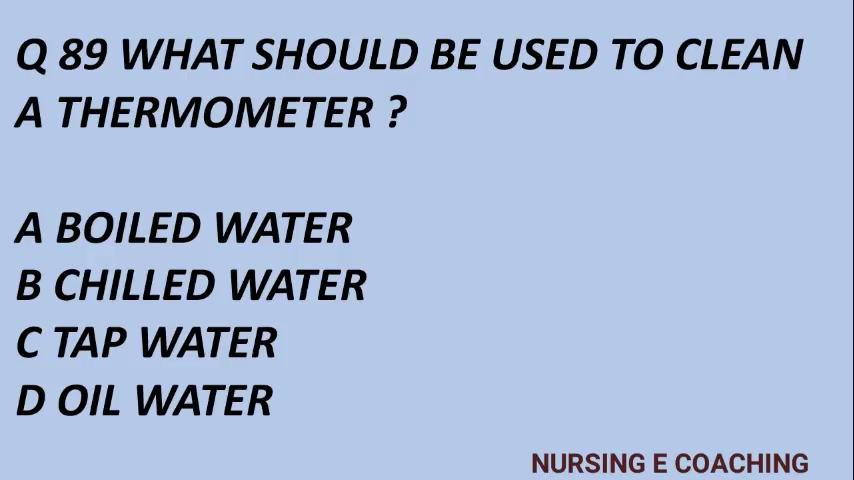 Q 89 WHAT SHOULD BE USED TO CLEAN
A THERMOMETER ?
A BOILED WATER
B CHILLED WATER
C TAP WATER
D OIL WATER
NURSING E COACHING